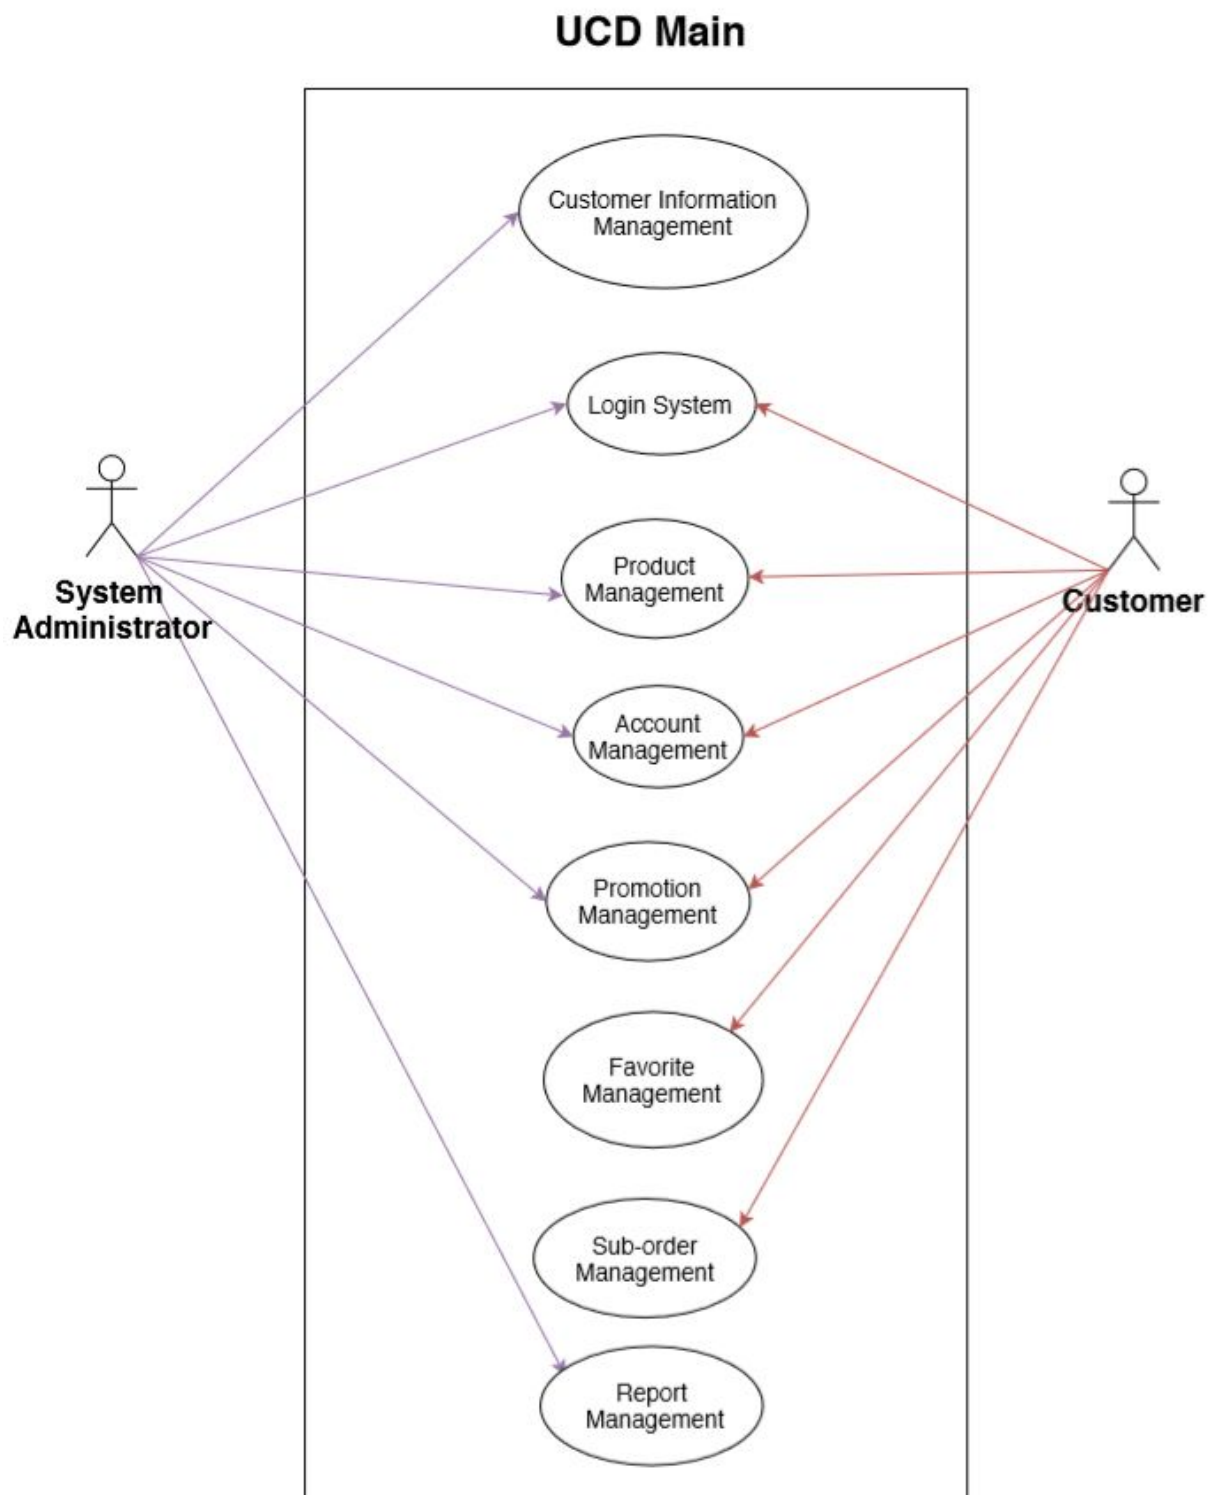 UCD Main
Customer Information
Management
Login System
System
Administrator
Customer
Product
Management
Account
Management
Promotion
Management
Favorite
Management
Sub-order
Management
Report
Management